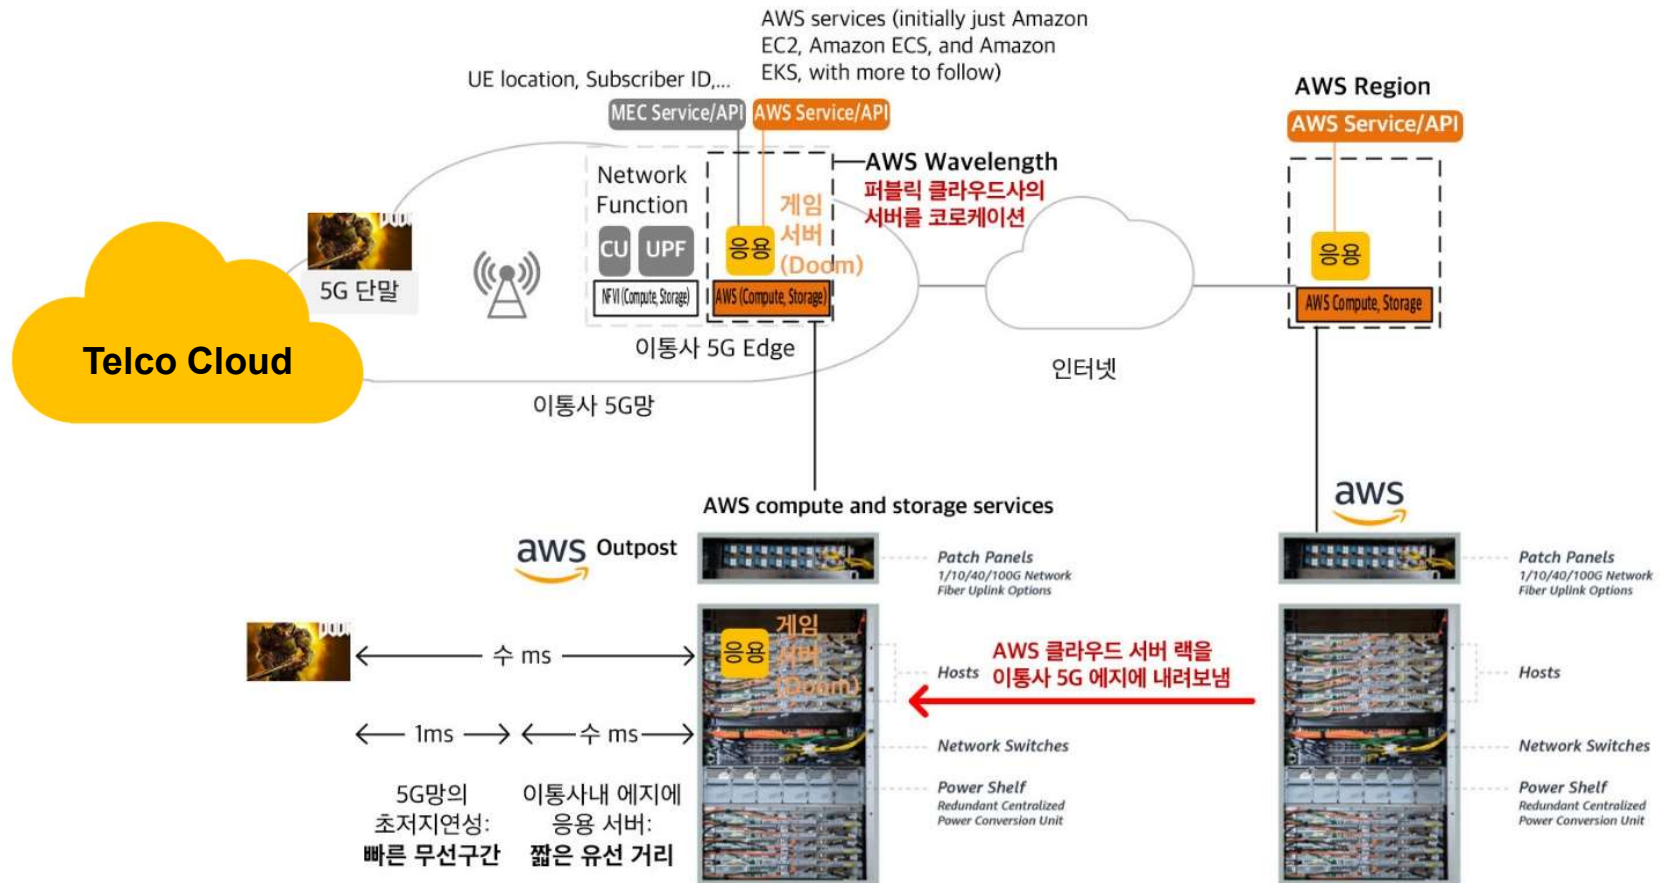 AWS services (initially just Amazon
EC2, Amazon ECS, and Amazon
EKS, with more to follow)
UE location, Subscriber ID,...
MEC Service/API
AWS Service/API
AWS Region
AWS Service/API
AWS Wavelength
퍼블릭 클라우드사의
서버를 코로케이션
Network
Function
CU
UPF
NFVI (Compute, Storage)
응용
게임
서버
(Doom)
AWS (Compute, Storage)
응용
AWS Compute, Storage
5G 단말
Telco Cloud
이통사 5G Edge
이통사 5G망
인터넷
AWS compute and storage services
aws Outpost
aws
Patch Panels
1/10/40/100G Network
Fiber Uplink Options
Patch Panels
1/10/40/100G Network
Fiber Uplink Options
응용
게임
서버
(Doom)
수 ms
Hosts
AWS 클라우드 서버 랙을
이통사 5G 에지에 내려보냄
Hosts
1ms
수 ms
Network Switches
Network Switches
5G망의
초저지연성:
빠른 무선구간
이통사내 에지에
응용 서버:
짧은 유선 거리
Power Shelf
Redundant Centralized
Power Conversion Unit
Power Shelf
Redundant Centralized
Power Conversion Unit